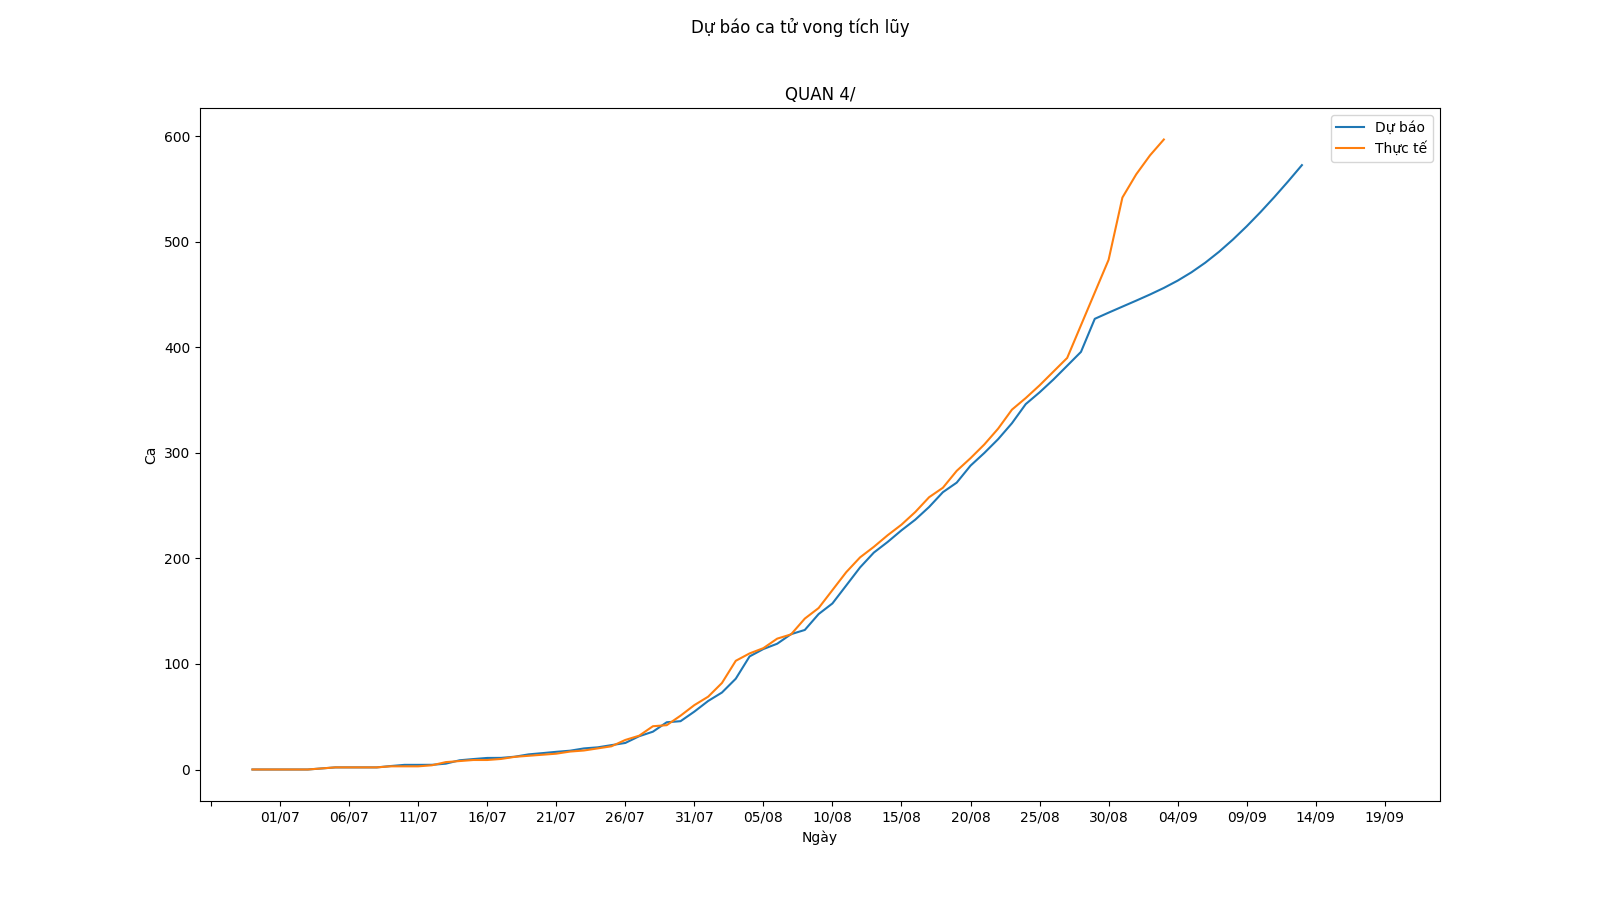 Dự báo ca tử vong tích lũy
QUAN 4/
Dự báo
Thực tế
600
500
400
300
200
100
0
Ca
01/07 06/07 11/07 16/07 21/07 26/07 31/07 05/08 10/08 15/08 20/08 25/08 30/08 04/09 09/09 14/09 19/09
Ngày